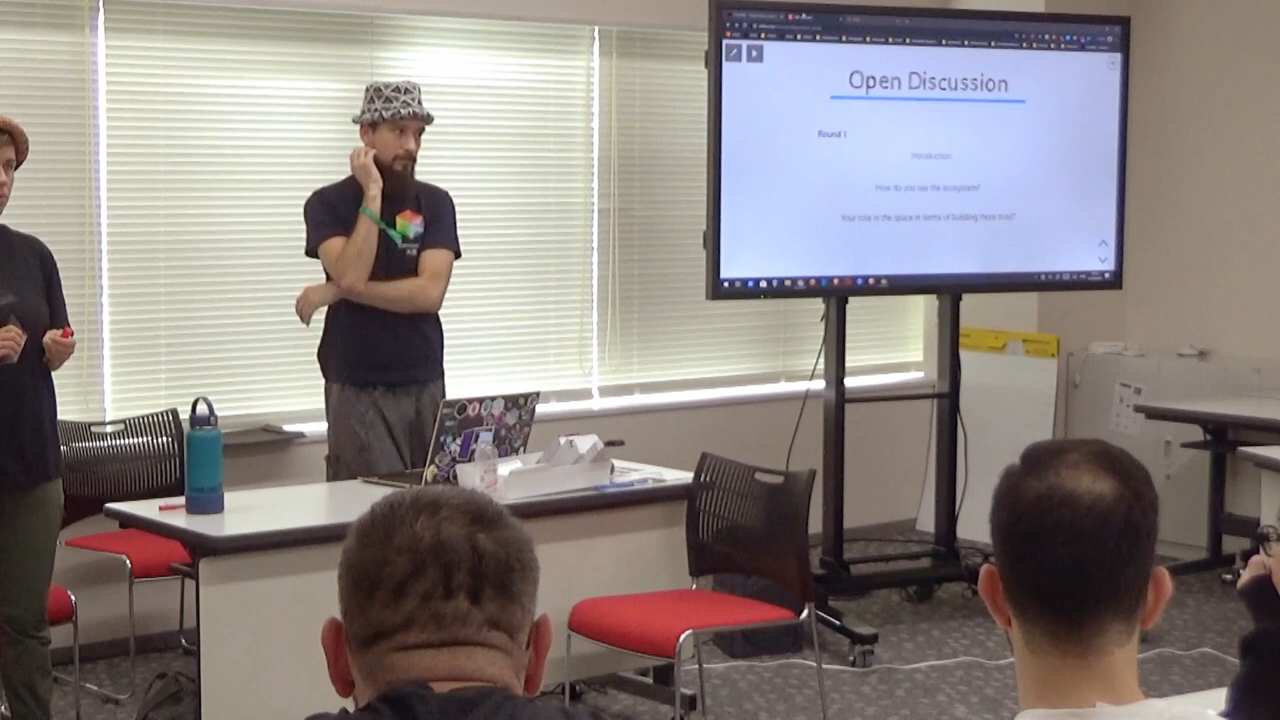 Open Discussion
Round 1
Introduction
How do you see the ecosystem?
Your role in the space in terms of building more trust?